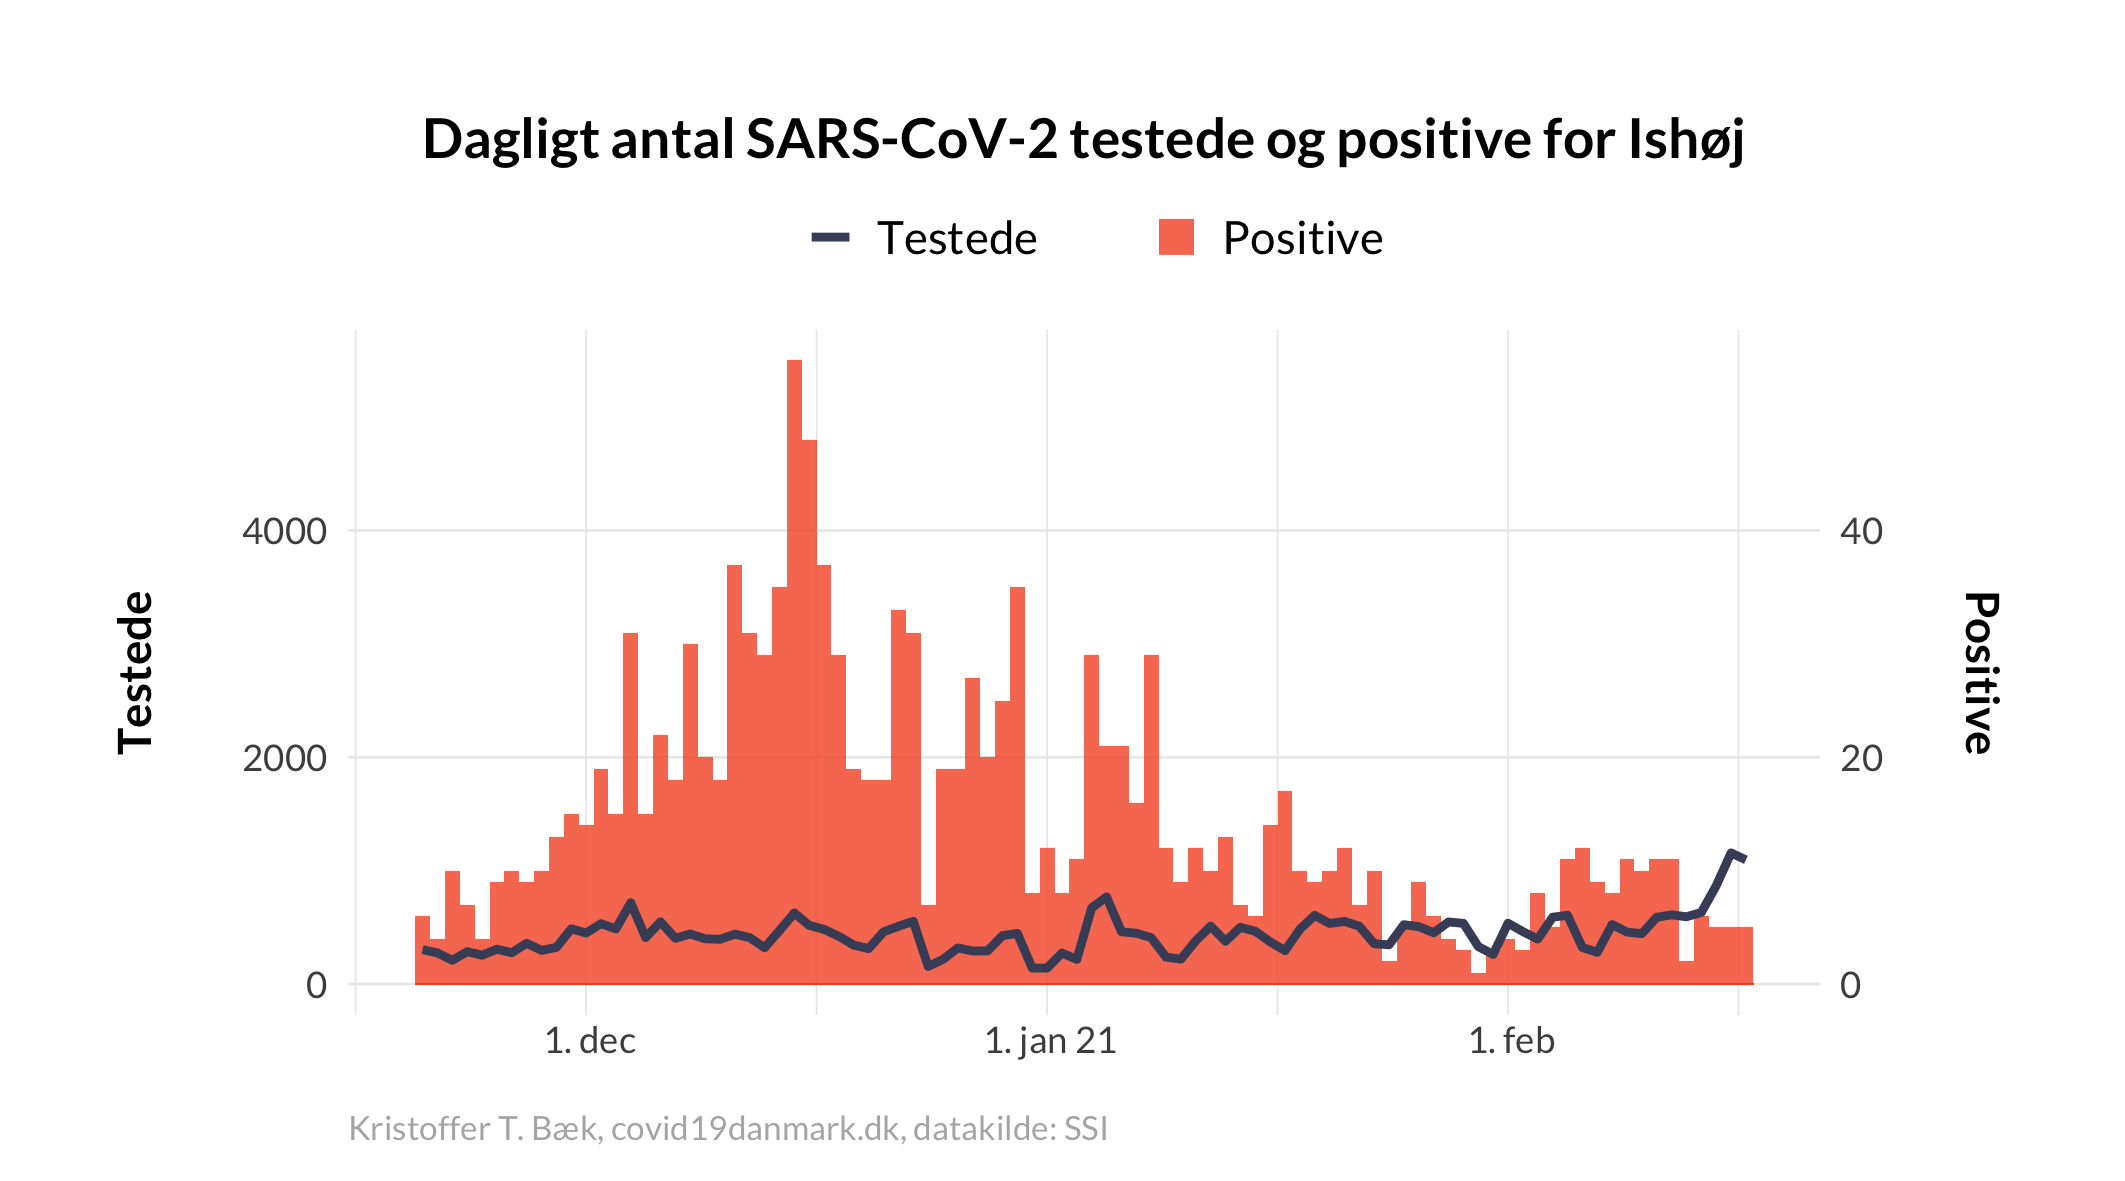 Dagligt antal SARS-CoV-2 testede og positive for Ishøj
Testede
Positive
4000
2000
0
Testede
40
20
0
Positive
1. dec
1. jan 21
1. feb
Kristoffer T. Bæk, covid19danmark.dk, datakilde: SSI